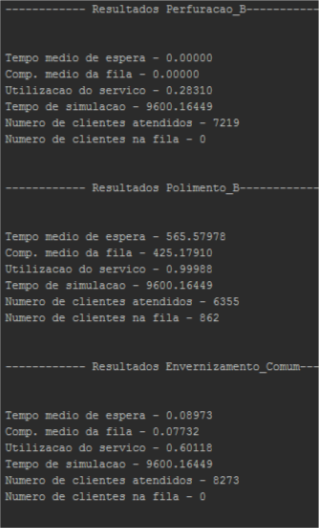 ------------ Resultados Perfuracao_B-----------
Tempo medio de espera - 0.00000
Comp. medio da fila - 0.00000
Utilizacao do servico - 0.28310
Tempo de simulacao - 9600.16449
Numero de clientes atendidos - 7219
Numero de clientes na fila - 0
------------ Resultados Polimento_B------------
Tempo medio de espera - 565.57978
Comp. medio da fila - 425.17910
Utilizacao do servico - 0.99988
Tempo de simulacao - 9600.16449
Numero de clientes atendidos - 6355
Numero de clientes na fila - 862
------------ Resultados Envernizamento_Comum---
Tempo medio de espera - 0.08973
Comp. medio da fila - 0.07732
Utilizacao do servico - 0.60118
Tempo de simulacao - 9600.16449
Numero de clientes atendidos - 8273
Numero de clientes na fila - 0